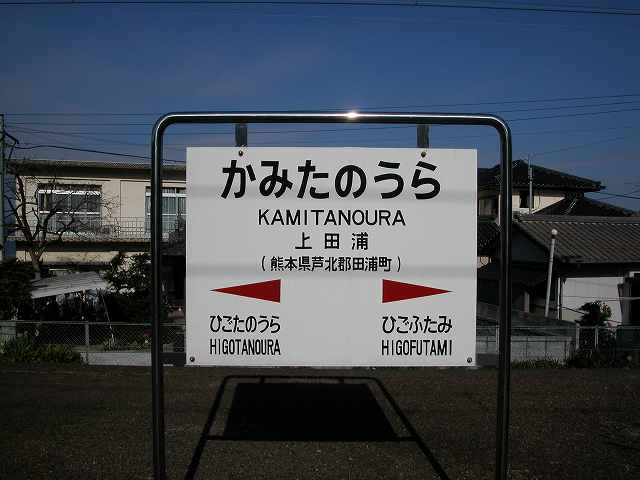 かみたのうら
KAMITANOURA
上田浦
(熊本県芦北郡田浦町)
ひごたのうら ひごふたみ
HIGOTANOURA HIGOFUTAMI